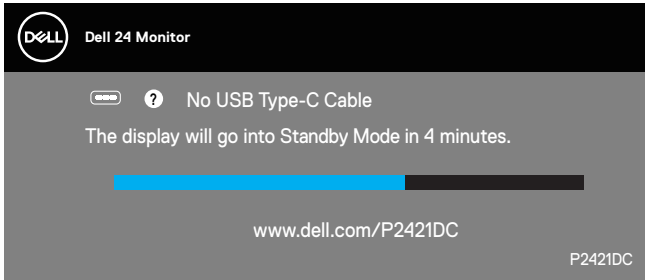 DELL
Dell 24 Monitor
? No USB Type-C Cable
The display will go into Standby Mode in 4 minutes.
www.dell.com/P2421DC
P2421DC